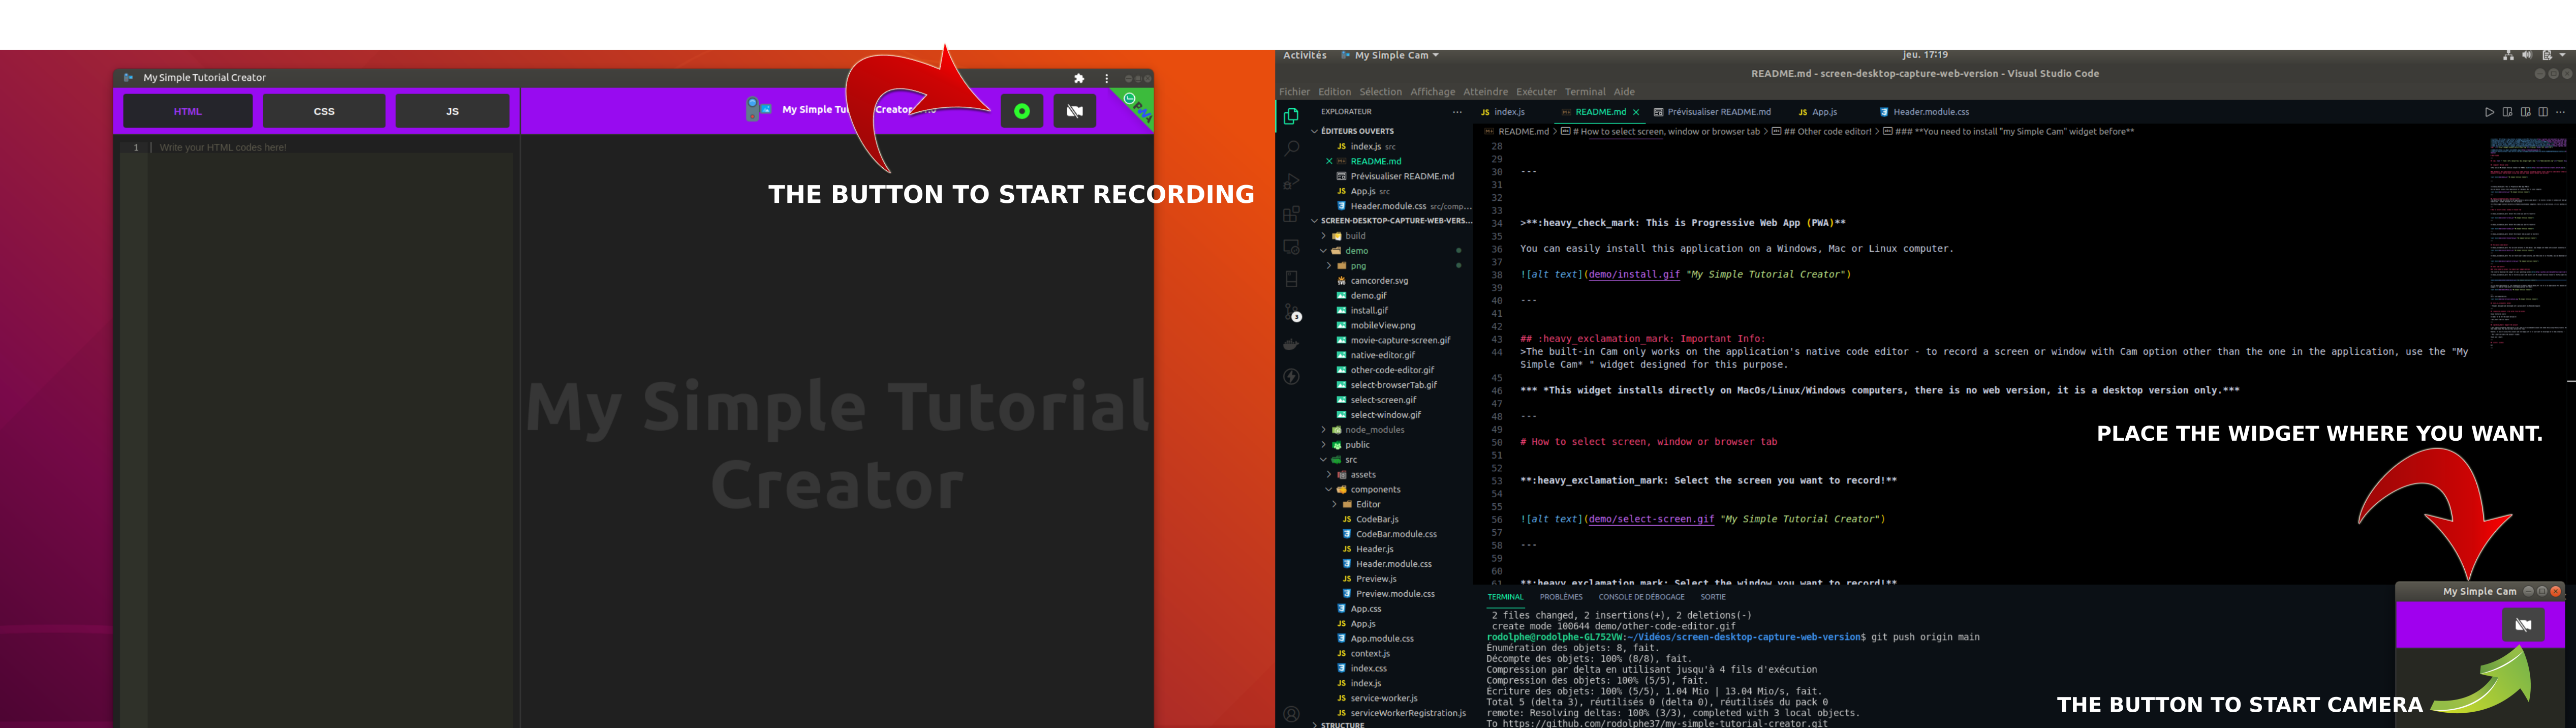 My Simple Tutorial Creator
HTML
CSS
JS
My Simple Tu
Creator
PWA
1
Write your HTML codes here!
THE BUTTON TO START RECORDING
My Simple Tutorial
Creator
Activités
My Simple Cam
jeu. 17:19
README.md - screen-desktop-capture-web-version - Visual Studio Code
Fichier Edition Sélection Affichage Atteindre Exécuter Terminal Aide
EXPLORATEUR
ÉDITEURS OUVERTS
JS index.js src
README.md
Prévisualiser README.md
JS App.js src
Header.module.css src/comp...
SCREEN-DESKTOP-CAPTURE-WEB-VERS...
build
demo
png
camcorder.svg
demo.gif
install.gif
mobileView.png
movie-capture-screen.gif
native-editor.gif
other-code-editor.gif
select-browserTab.gif
select-screen.gif
select-window.gif
node_modules
public
src
assets
components
Editor
JS CodeBar.js
CodeBar.module.css
JS Header.js
Header.module.css
JS Preview.js
Preview.module.css
App.css
JS App.js
App.module.css
JS context.js
index.css
JS index.js
JS service-worker.js
JS serviceWorkerRegistration.js
STRUCTURE
3
JS index.js
README.md
Prévisualiser README.md
JS App.js
Header.module.css
README.md > # How to select screen, window or browser tab > ## Other code editor! > ### **You need to install "my Simple Cam" widget before**
28
29
30 ---
31
32
33
34 >**:heavy_check_mark: This is Progressive Web App (PWA)**
35
36 You can easily install this application on a Windows, Mac or Linux computer.
37
38 ![alt text](demo/install.gif "My Simple Tutorial Creator")
39
40 ---
41
42
43 ## :heavy_exclamation_mark: Important Info:
44 >The built-in Cam only works on the application's native code editor - to record a screen or window with Cam option other than the one in the application, use the "My
Simple Cam* " widget designed for this purpose.
45
46 *** *This widget installs directly on MacOs/Linux/Windows computers, there is no web version, it is a desktop version only.***
47
48 ---
49
50 # How to select screen, window or browser tab
51
52
53 **:heavy_exclamation_mark: Select the screen you want to record!**
54
55
56 ![alt text](demo/select-screen.gif "My Simple Tutorial Creator")
57
58 ---
59
60
61 **:heavy_exclamation_mark: Select the window you want to record!**
PLACE THE WIDGET WHERE YOU WANT.
My Simple Cam
TERMINAL PROBLÈMES CONSOLE DE DÉBOGAGE SORTIE
2 files changed, 2 insertions(+), 2 deletions(-)
create mode 100644 demo/other-code-editor.gif
rodolphe@rodolphe-GL752VW:~/Vidéos/screen-desktop-capture-web-version$ git push origin main
Énumération des objets: 8, fait.
Décompte des objets: 100% (8/8), fait.
Compression par delta en utilisant jusqu'à 4 fils d'exécution
Compression des objets: 100% (5/5), fait.
Écriture des objets: 100% (5/5), 1.04 Mio | 13.04 Mio/s, fait.
Total 5 (delta 3), réutilisés 0 (delta 0), réutilisés du pack 0
remote: Resolving deltas: 100% (3/3), completed with 3 local objects.
To https://github.com/rodolphe37/my-simple-tutorial-creator.git
THE BUTTON TO START CAMERA